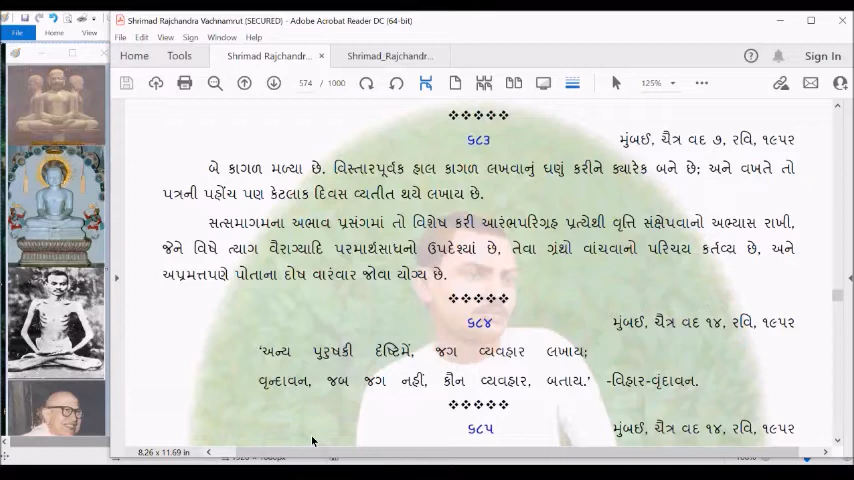 Shrimad Rajchandra Vachnamrut (SECURED) - Adobe Acrobat Reader DC (64-bit)
File Edit View Sign Window Help
File Home View
Home Tools Shrimad Rajchandr... × Shrimad_Rajchandr... Sign In
574 / 1000 125%
૬૮૩ મુંબઈ, ચૈત્ર વદ ૭, રવિ, ૧૯૫૨
બે કાગળ મળ્યા છે. વિસ્તારપૂર્વક હાલ કાગળ લખવાનું ઘણું કરીને ક્યારેક બને છે; અને વખતે તો
પત્રની પહોંચ પણ કેટલાક દિવસ વ્યતીત થયે લખાય છે.
સત્સમાગમના અભાવ પ્રસંગમાં તો વિશેષ કરી આરંભપરિગ્રહ પ્રત્યેથી વૃત્તિ સંક્ષેપવાનો અભ્યાસ રાખી,
જેને વિષે ત્યાગ વૈરાગ્યાદિ પરમાર્થસાધનો ઉપદેશ્યાં છે, તેવા ગ્રંથો વાંચવાનો પરિચય કર્તવ્ય છે, અને
અપ્રમત્તપણે પોતાના દોષ વારંવાર જોવા યોગ્ય છે.
૬૮૪ મુંબઈ, ચૈત્ર વદ ૧૪, રવિ, ૧૯૫૨
‘અન્ય પુરુષકી દૃષ્ટિમેં, જગ વ્યવહાર લખાય;
વૃન્દાવન, જબ જગ નહીં, કૌન વ્યવહાર, બતાય.’ -વિહાર-વૃંદાવન.
૬૮૫ મુંબઈ, ચૈત્ર વદ ૧૪, રવિ, ૧૯૫૨
8.26 x 11.69 in